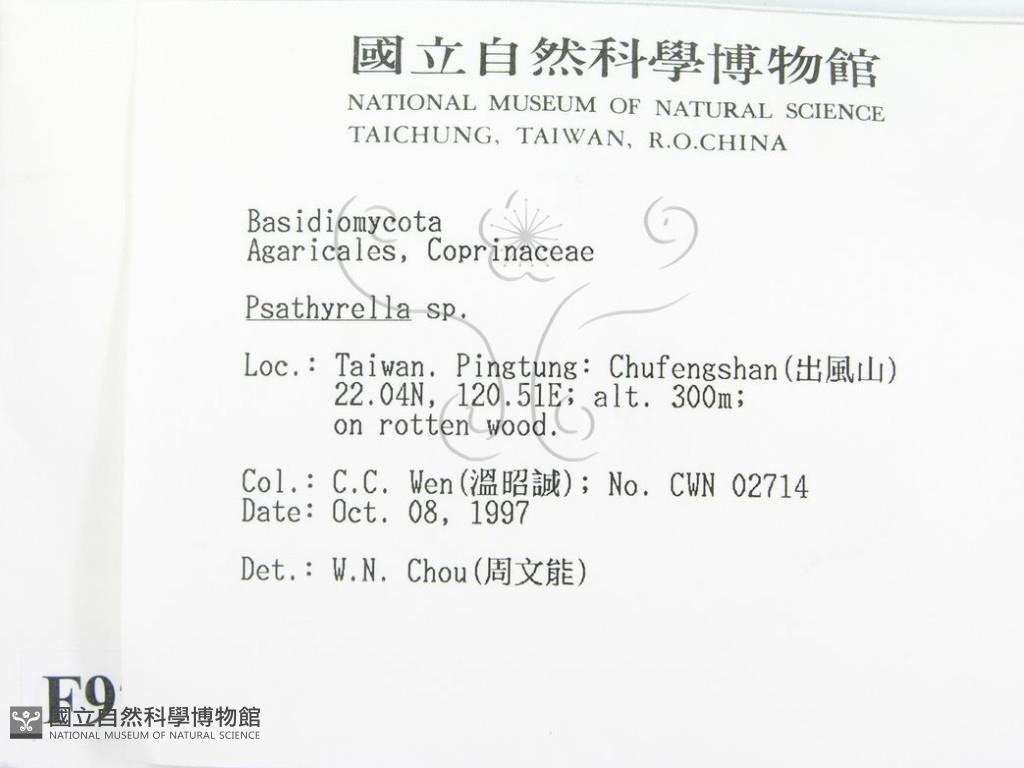 國立自然科學博物館
NATIONAL MUSEUM OF NATURAL SCIENCE
TAICHUNG, TAIWAN, R.O.CHINA
Basidiomycota
Agaricales, Coprinaceae
Psathyrella sp.
Loc.: Taiwan. Pingtung: Chufengshan(出風山)
22.04N, 120.51E; alt. 300m;
on rotten wood.
Col.: C.C. Wen(溫昭誠); No. CWN 02714
Date: Oct. 08, 1997
Det.: W.N. Chou(周文能)
F9
國立自然科學博物館
NATIONAL MUSEUM OF NATURAL SCIENCE